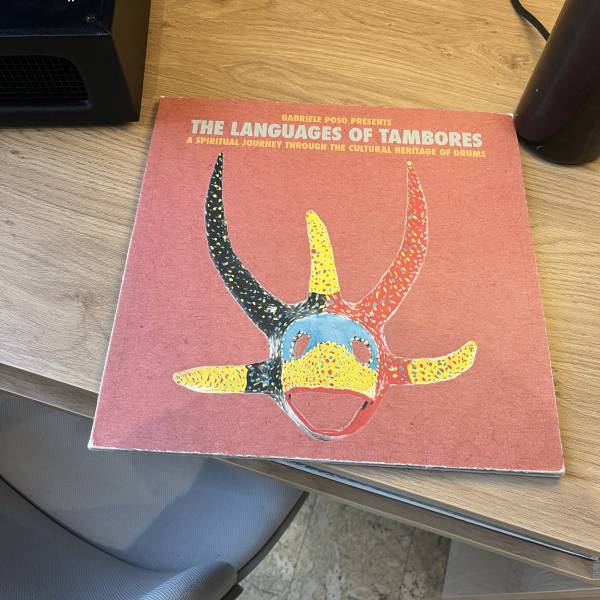 GABRIELE POSO PRESENTS
THE LANGUAGES OF TAMBORES
A SPIRITUAL JOURNEY THROUGH THE CULTURAL HERITAGE OF DRUMS